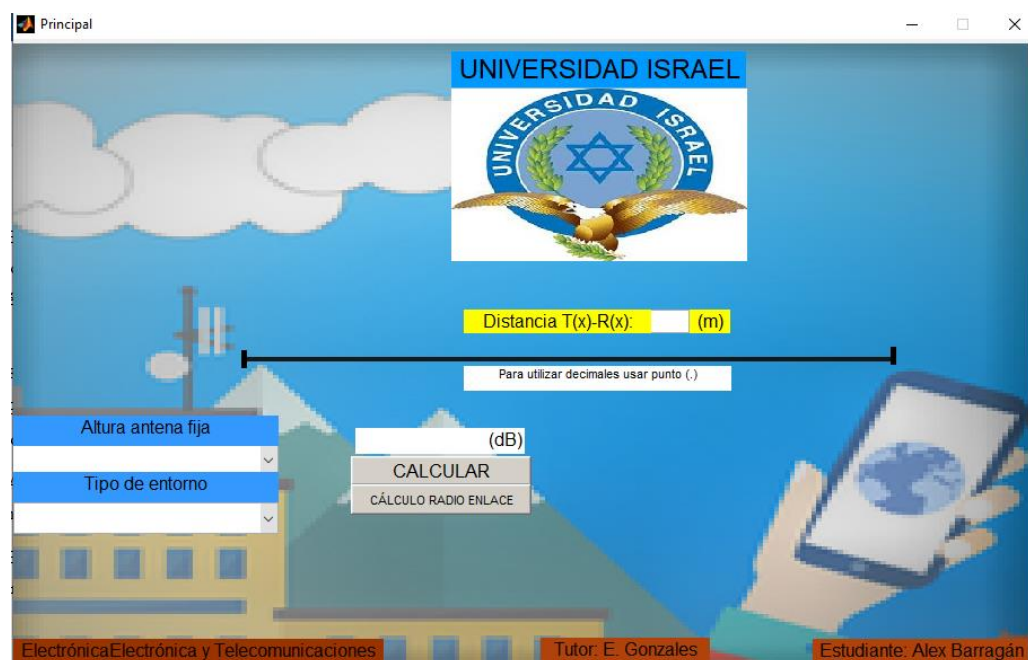 Principal
UNIVERSIDAD ISRAEL
UNIVERSIDAD ISRAEL
Distancia T(x)-R(x): (m)
Para utilizar decimales usar punto (.)
Altura antena fija
(dB)
CALCULAR
Tipo de entorno
CÁLCULO RADIO ENLACE
ElectrónicaElectrónica y Telecomunicaciones
Tutor: E. Gonzales
Estudiante: Alex Barragán